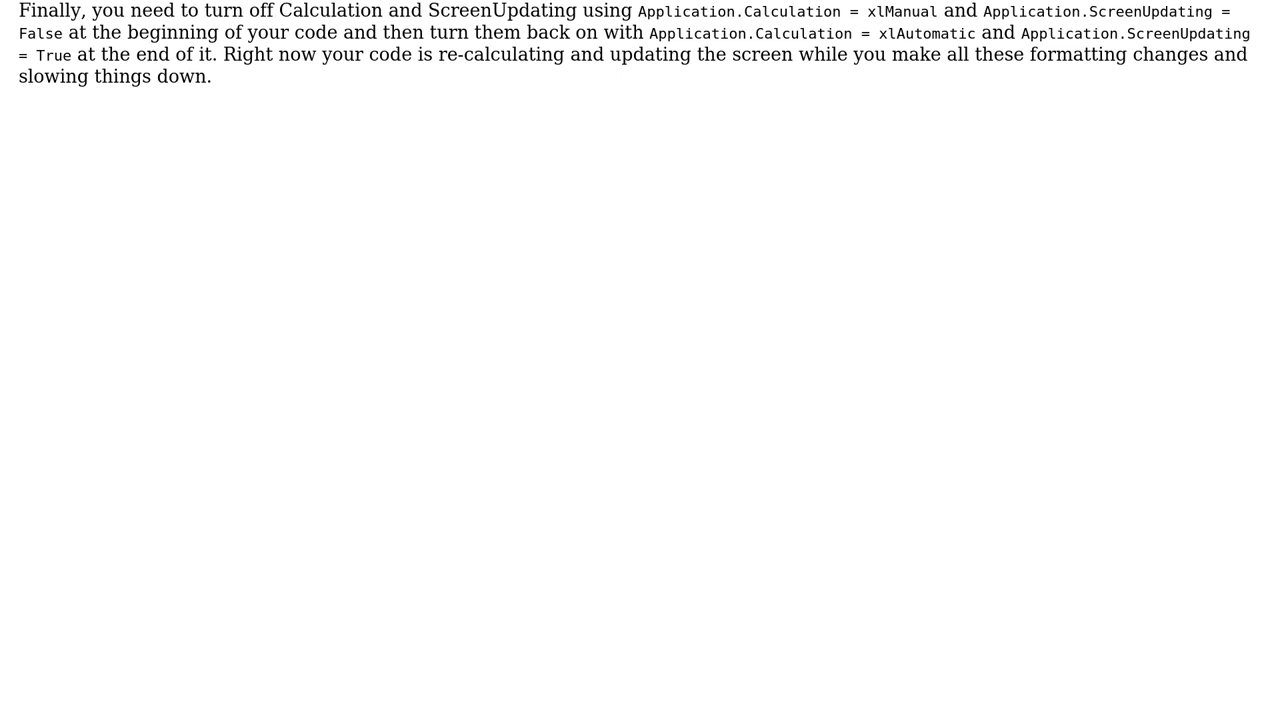 Finally, you need to turn off Calculation and ScreenUpdating using Application.Calculation = xlManual and Application.ScreenUpdating =
False at the beginning of your code and then turn them back on with Application.Calculation = xlAutomatic and Application.ScreenUpdating
= True at the end of it. Right now your code is re-calculating and updating the screen while you make all these formatting changes and
slowing things down.